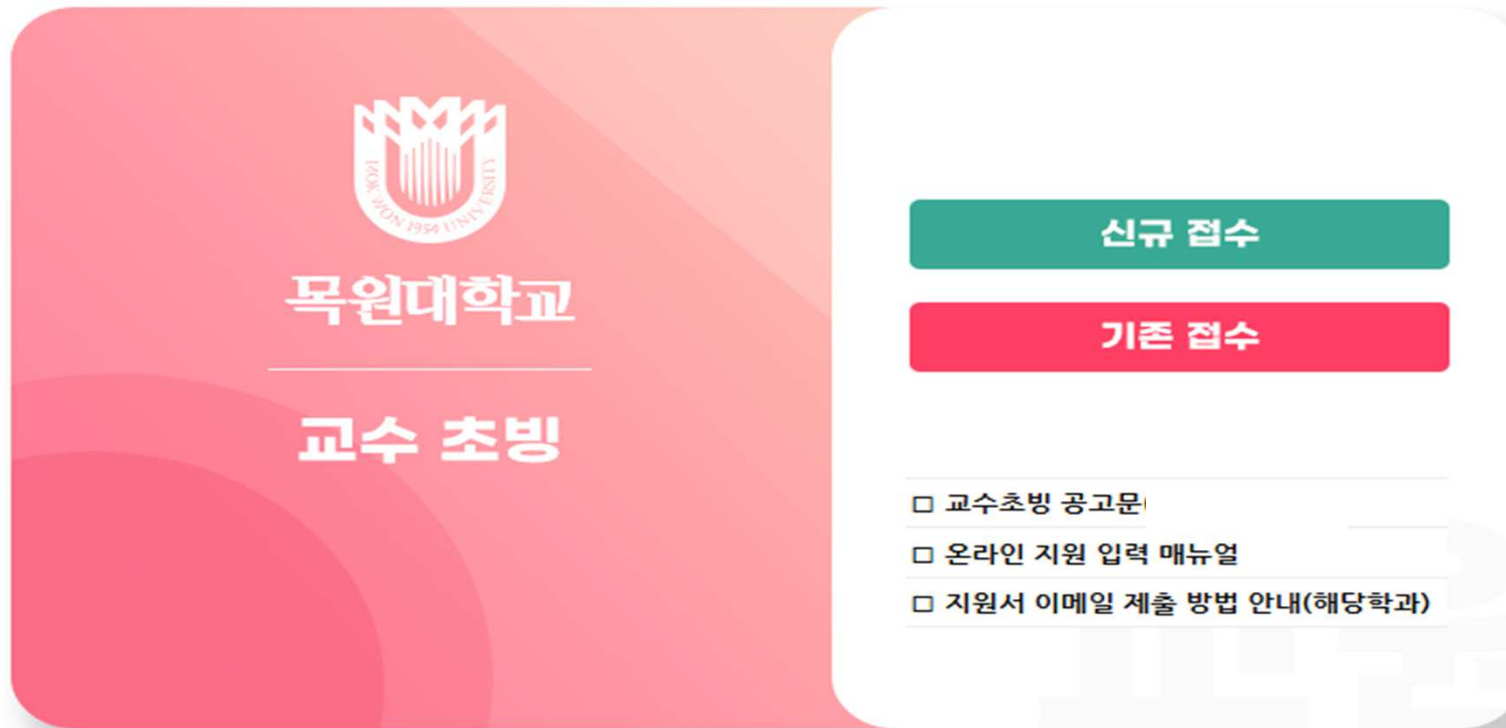 MOK WON 1954 UNIVERSITY
목원대학교
교수 초빙
신규 접수
기존 접수
□ 교수초빙 공고문
□ 온라인 지원 입력 매뉴얼
□ 지원서 이메일 제출 방법 안내(해당학과)